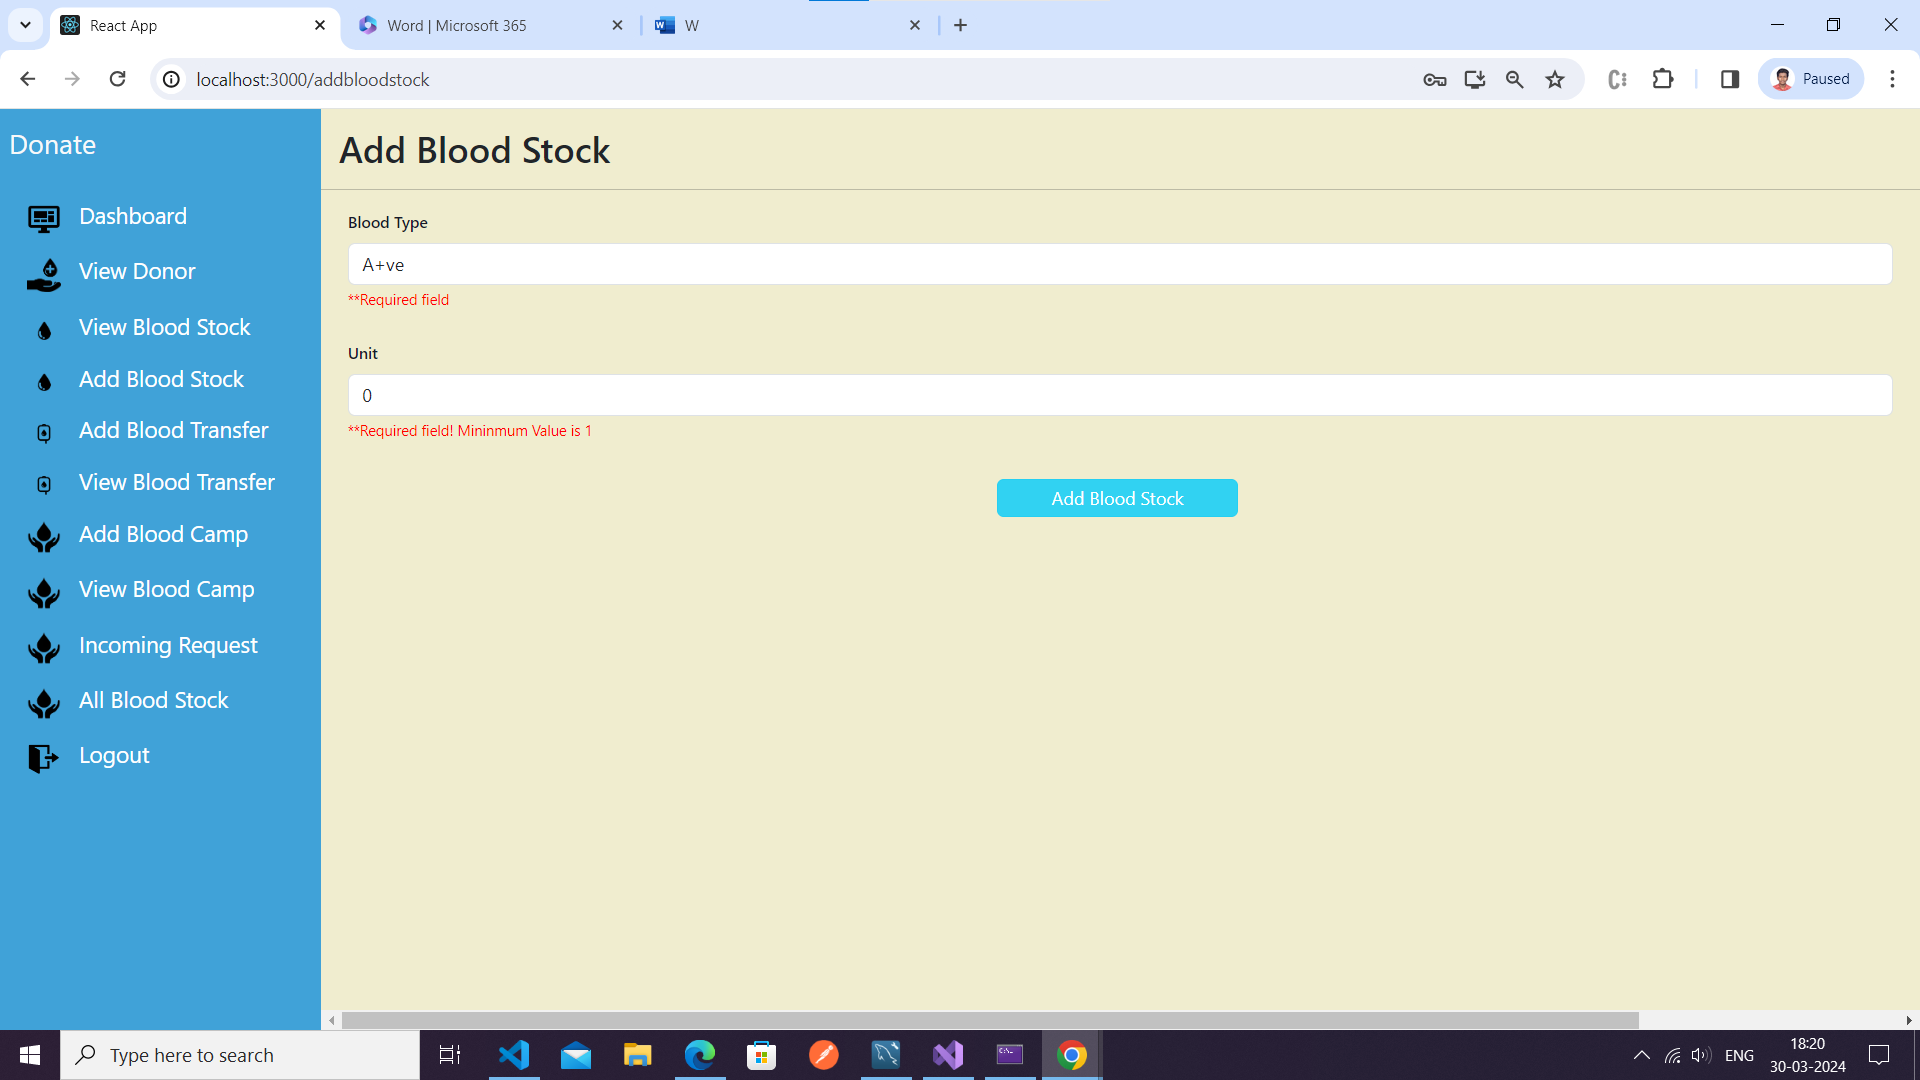 React App
Word | Microsoft 365
W
localhost:3000/addbloodstock
Paused
Donate
Dashboard
View Donor
View Blood Stock
Add Blood Stock
Add Blood Transfer
View Blood Transfer
Add Blood Camp
View Blood Camp
Incoming Request
All Blood Stock
Logout
Add Blood Stock
Blood Type
A+ve
**Required field
Unit
0
**Required field! Mininmum Value is 1
Add Blood Stock
Type here to search
ENG
18:20
30-03-2024